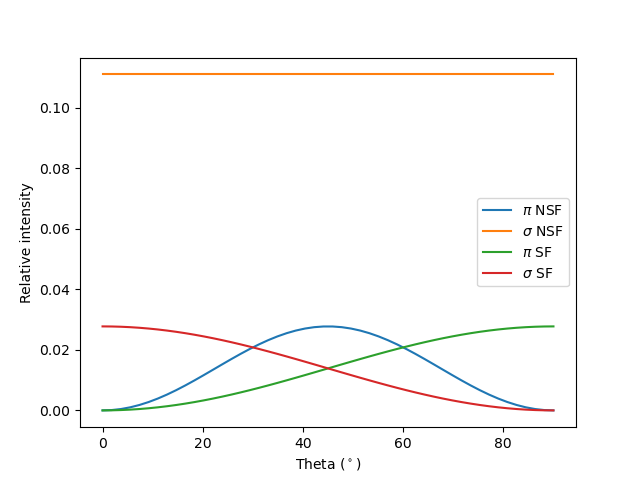 0.10
0.08
0.06
0.04
0.02
0.00
Relative intensity
π NSF
σ NSF
π SF
σ SF
0 20 40 60 80
Theta (°)